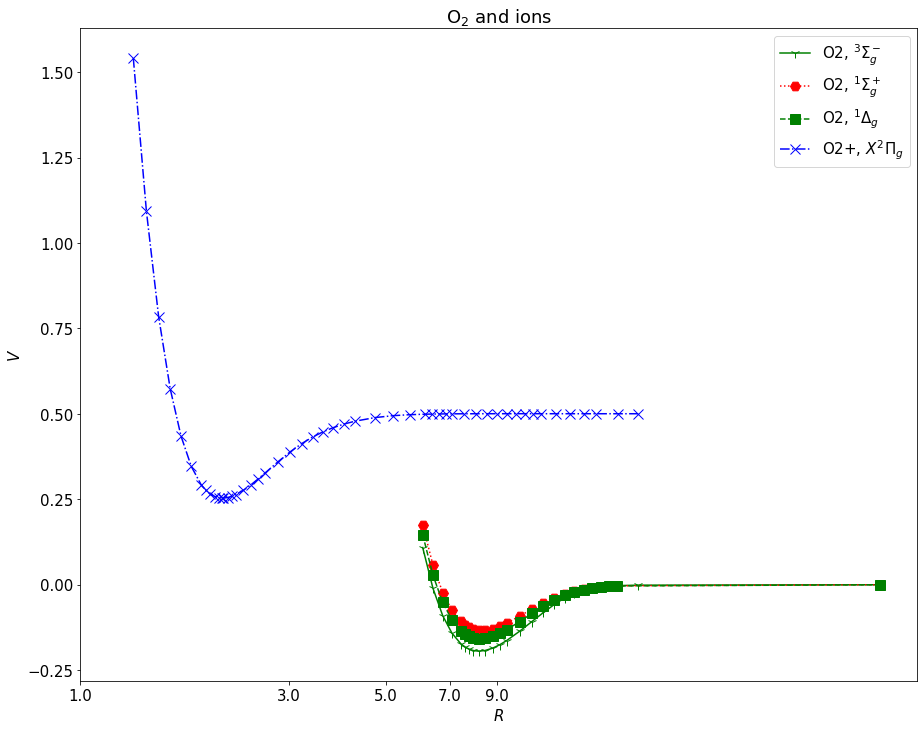 O₂ and ions
O2, ³Σg⁻
O2, ¹Σg⁺
O2, ¹Δg
O2+, X²Πg
1.50
1.25
1.00
0.75
0.50
0.25
0.00
−0.25
V
1.0 3.0 5.0 7.0 9.0
R